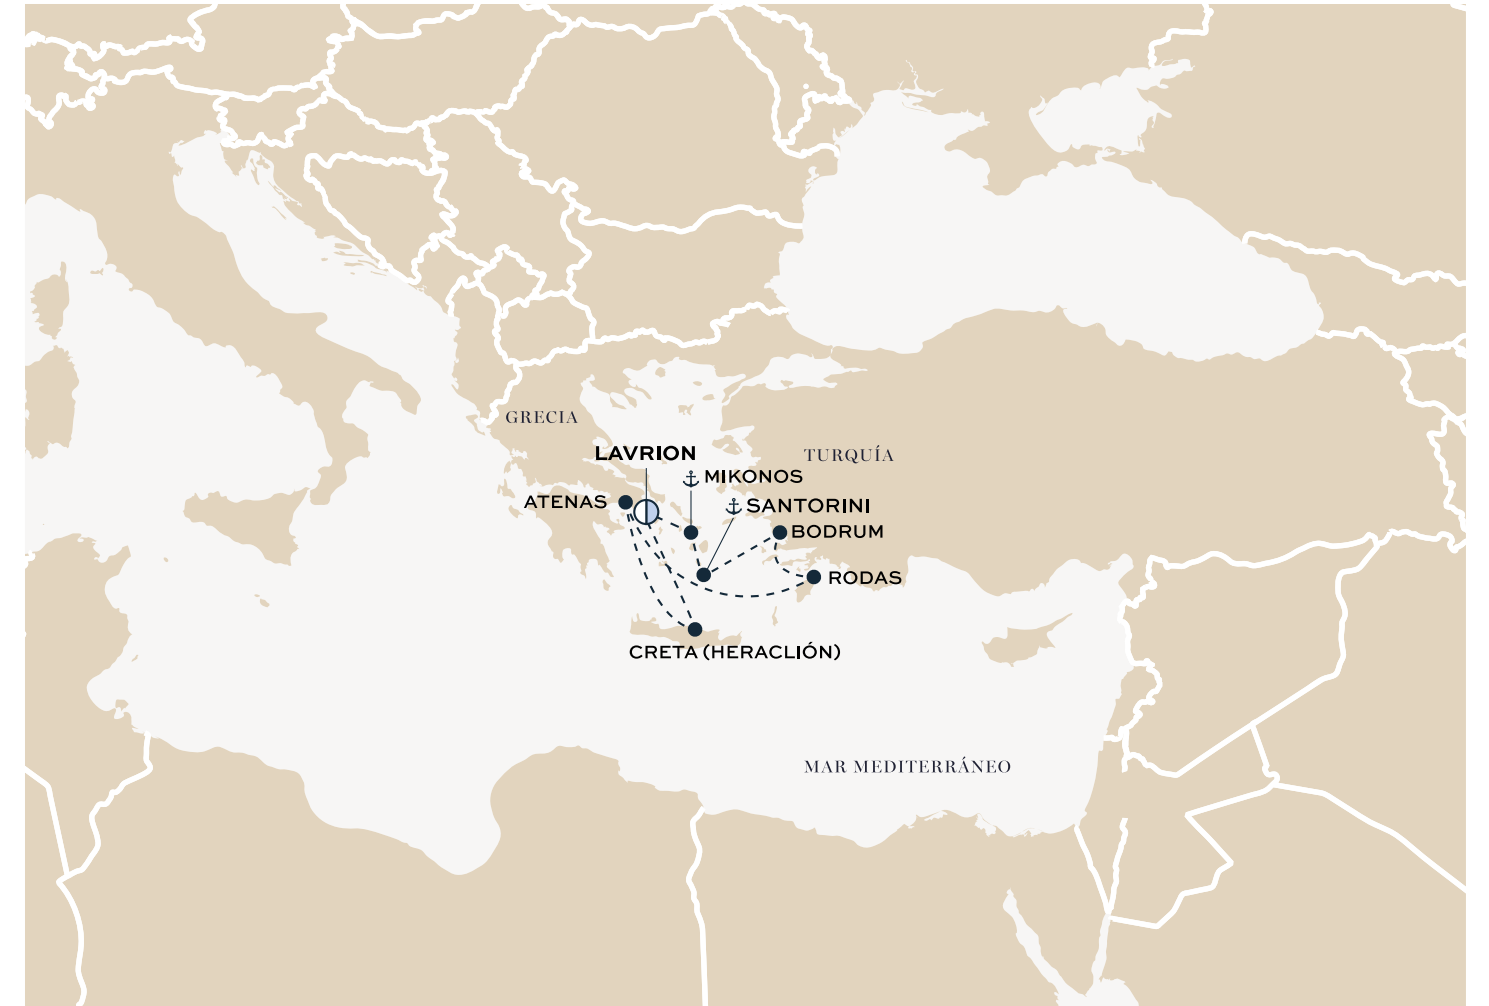 GRECIA
LAVRION
TURQUÍA
MIKONOS
ATENAS
SANTORINI
BODRUM
RODAS
CRETA (HERACLIÓN)
MAR MEDITERRÁNEO